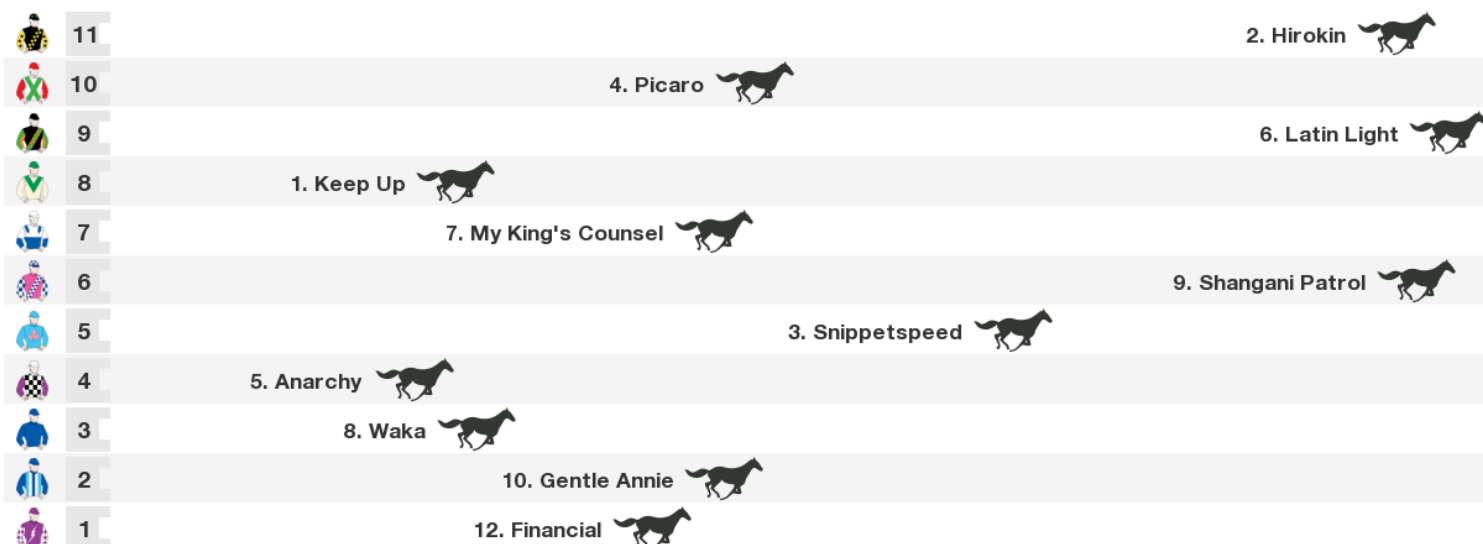 11 2. Hirokin
10 4. Picaro
9 6. Latin Light
8 1. Keep Up
7 7. My King's Counsel
6 9. Shangani Patrol
5 3. Snippetspeed
4 5. Anarchy
3 8. Waka
2 10. Gentle Annie
1 12. Financial